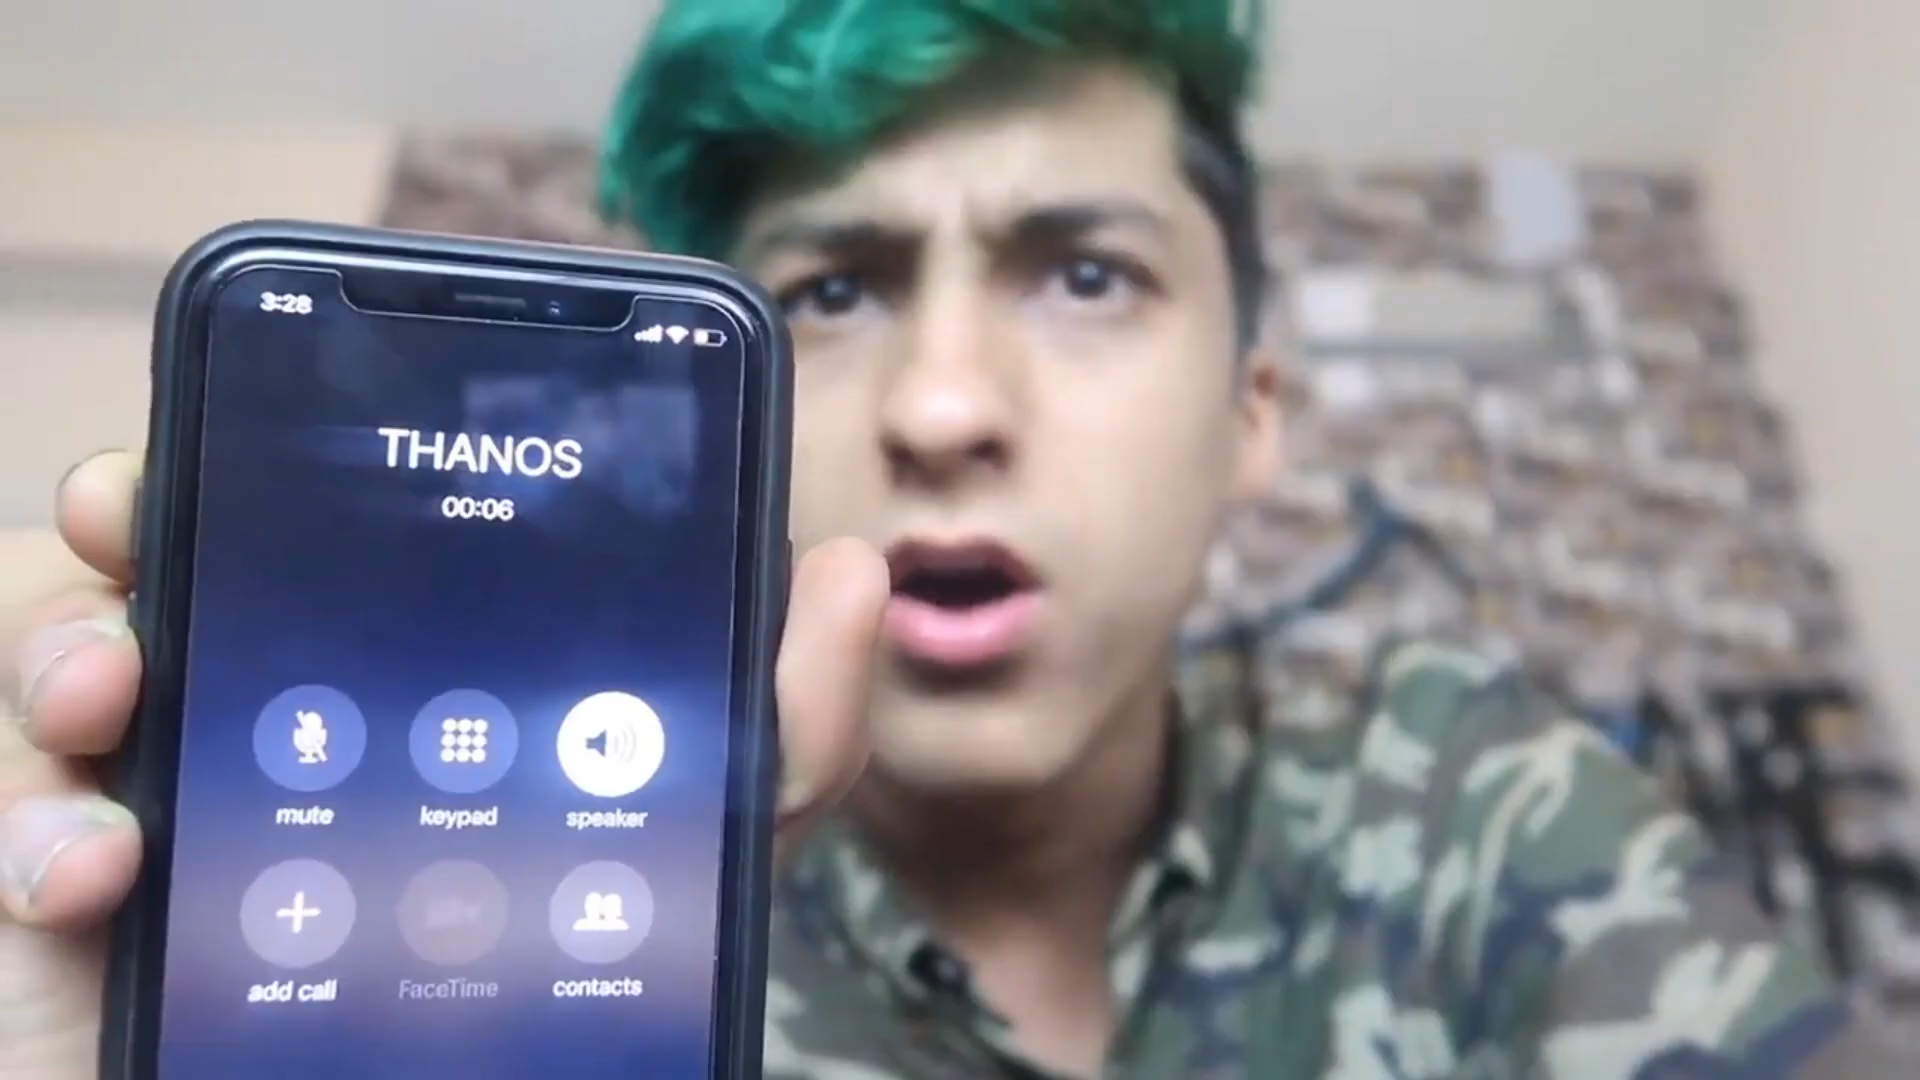 3:28
THANOS
00:06
mute keypad speaker
add call FaceTime contacts